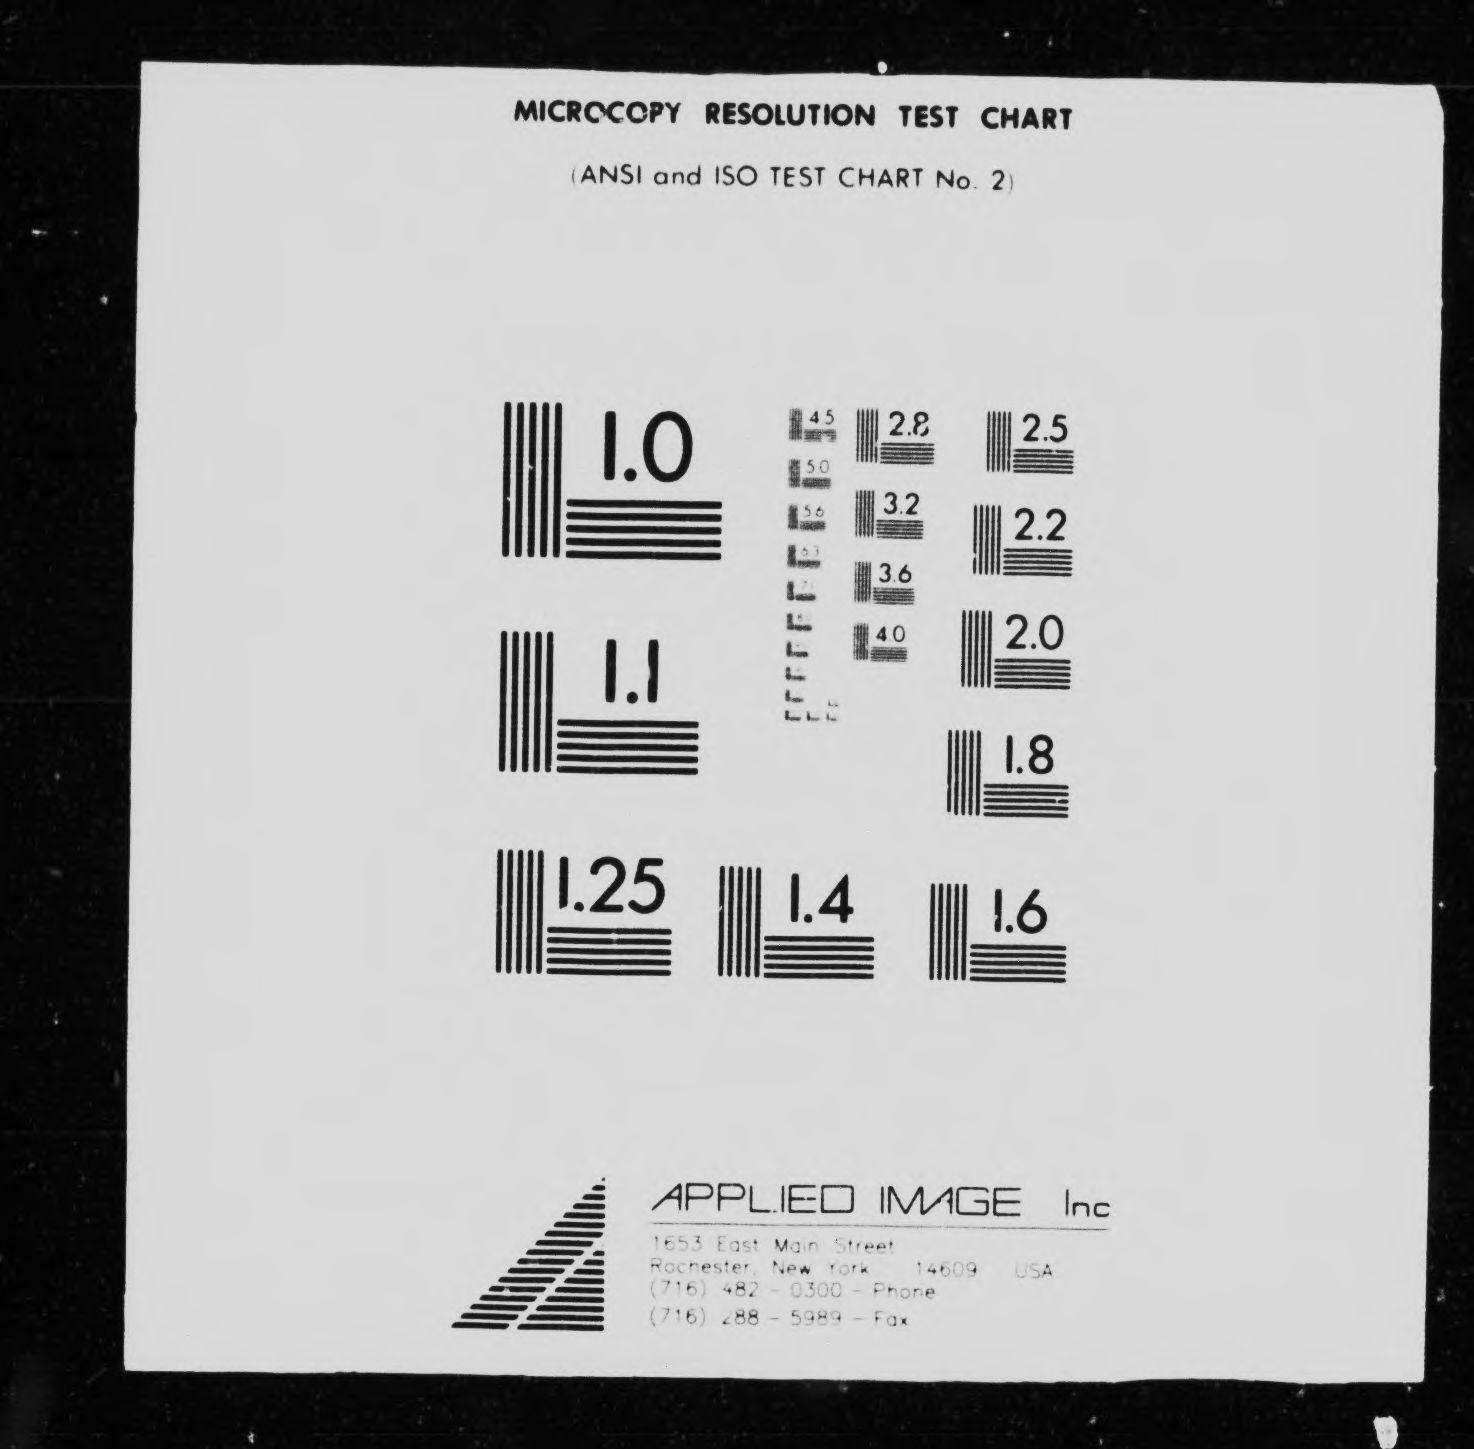 MICROCOPY RESOLUTION TEST CHART
(ANSI and ISO TEST CHART No. 2)
1.0
4.5
2.8
2.5
5.0
3.2
2.2
5.6
6.3
3.6
2.0
4.0
1.1
1.8
1.25
1.4
1.6
APPLIED IMAGE Inc
1653 East Main Street
Rochester, New York 14609 USA
(716) 482 - 0300 - Phone
(716) 288 - 5989 - Fax